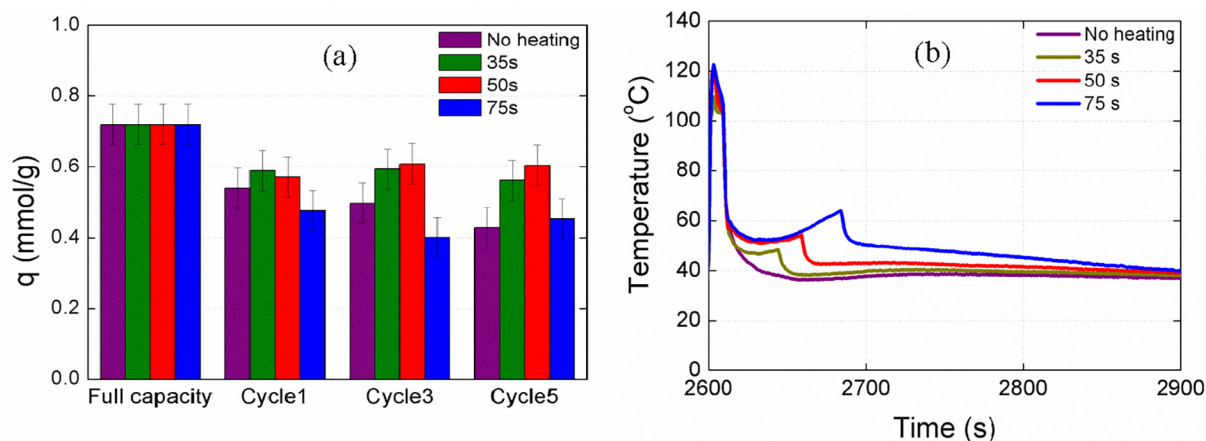 (a)
No heating
35s
50s
75s
q (mmol/g)
1.0
0.8
0.6
0.4
0.2
0.0
Full capacity Cycle1 Cycle3 Cycle5
(b)
No heating
35 s
50 s
75 s
Temperature (°C)
140
120
100
80
60
40
20
0
2600 2700 2800 2900
Time (s)